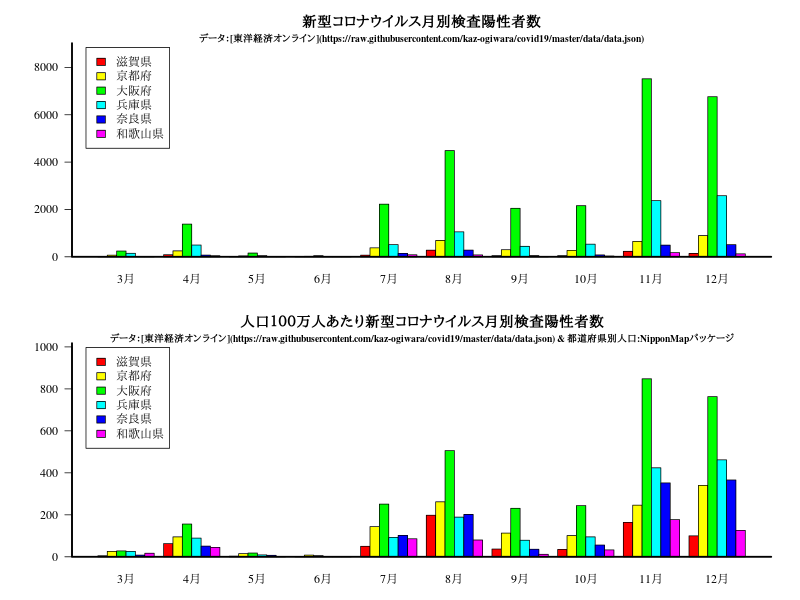 新型コロナウイルス月別検査陽性者数
データ:[東洋経済オンライン](https://raw.githubusercontent.com/kaz-ogiwara/covid19/master/data/data.json)
滋賀県
京都府
大阪府
兵庫県
奈良県
和歌山県
8000
6000
4000
2000
0
3月 4月 5月 6月 7月 8月 9月 10月 11月 12月
人口100万人あたり新型コロナウイルス月別検査陽性者数
データ:[東洋経済オンライン](https://raw.githubusercontent.com/kaz-ogiwara/covid19/master/data/data.json) & 都道府県別人口:NipponMapパッケージ
滋賀県
京都府
大阪府
兵庫県
奈良県
和歌山県
1000
800
600
400
200
0
3月 4月 5月 6月 7月 8月 9月 10月 11月 12月